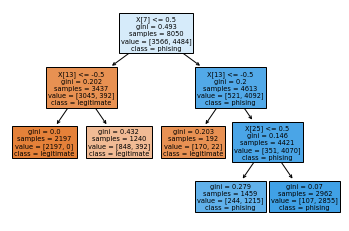 X[7] <= 0.5
gini = 0.493
samples = 8050
value = [3566, 4484]
class = phising
X[13] <= -0.5
gini = 0.202
samples = 3437
value = [3045, 392]
class = legitimate
X[13] <= -0.5
gini = 0.2
samples = 4613
value = [521, 4092]
class = phising
gini = 0.0
samples = 2197
value = [2197, 0]
class = legitimate
gini = 0.432
samples = 1240
value = [848, 392]
class = legitimate
gini = 0.203
samples = 192
value = [170, 22]
class = legitimate
X[25] <= 0.5
gini = 0.146
samples = 4421
value = [351, 4070]
class = phising
gini = 0.279
samples = 1459
value = [244, 1215]
class = phising
gini = 0.07
samples = 2962
value = [107, 2855]
class = phising